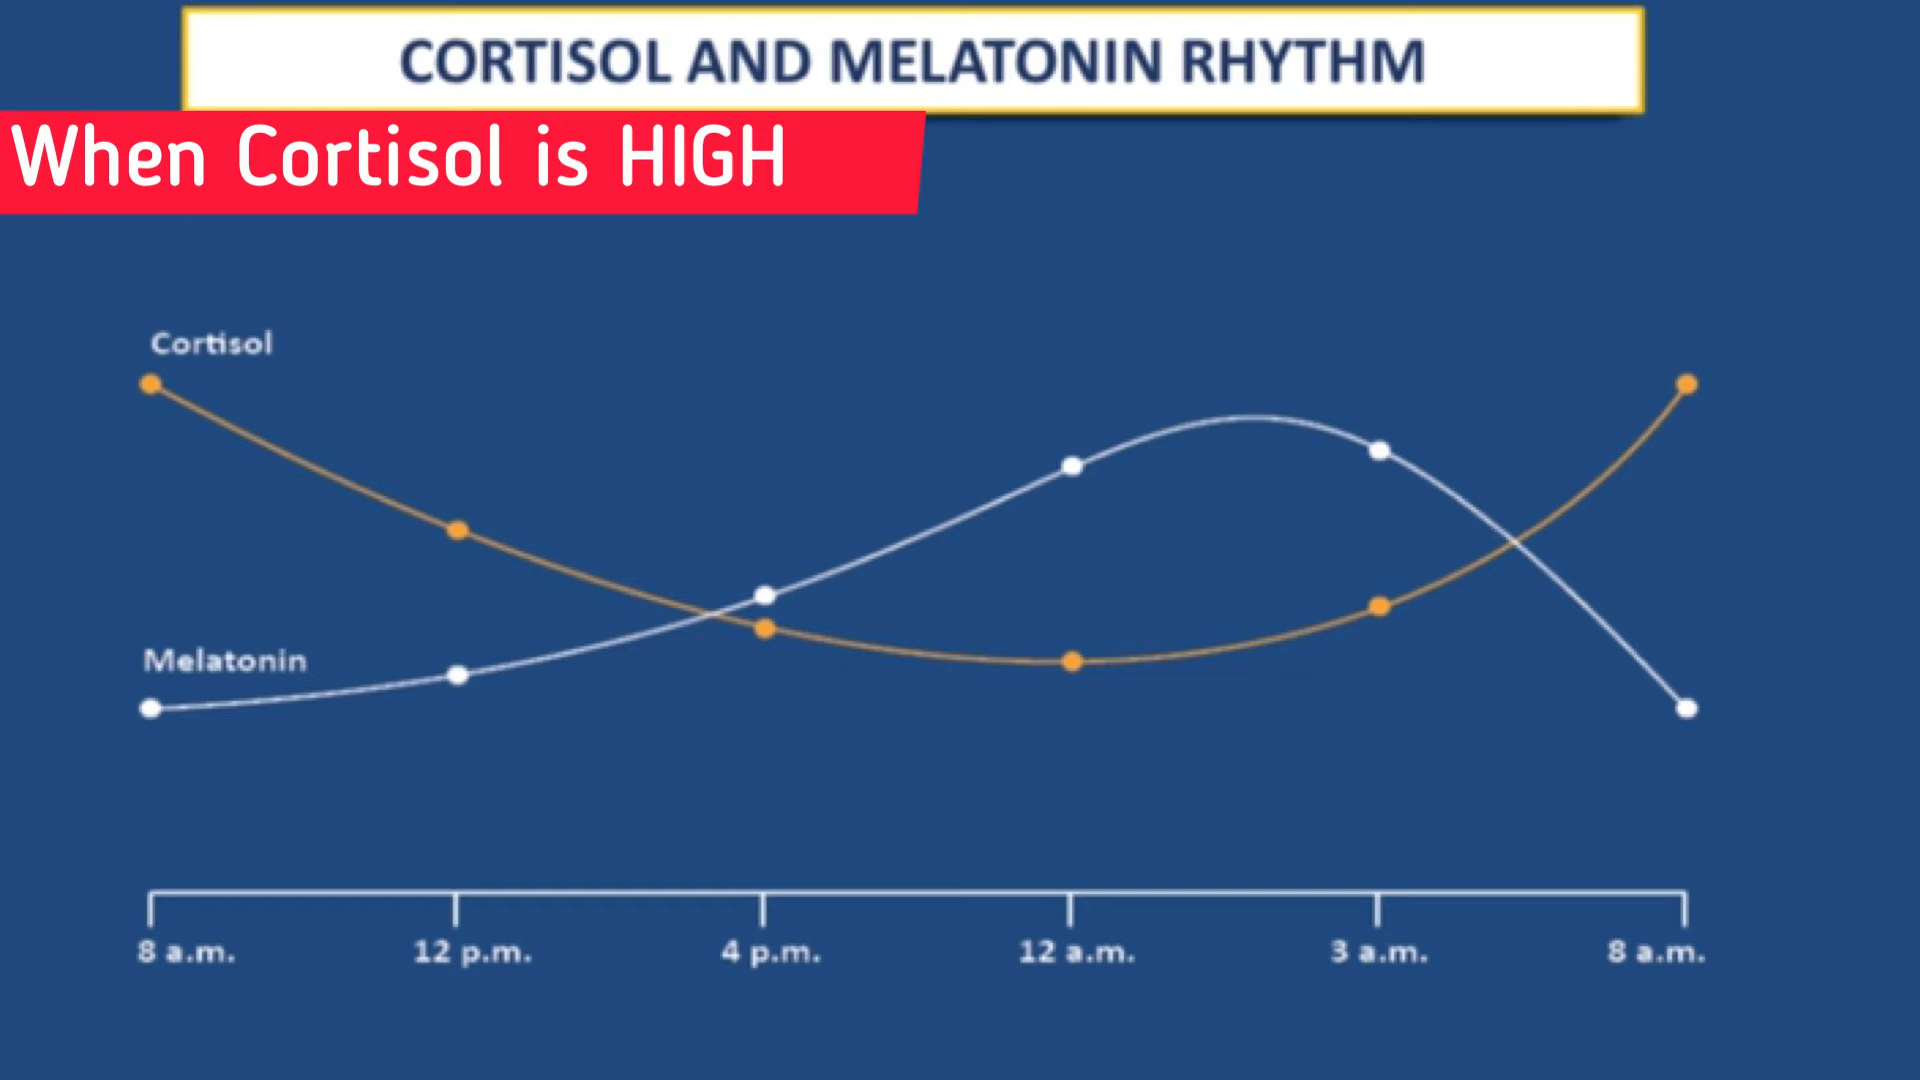 CORTISOL AND MELATONIN RHYTHM
When Cortisol is HIGH
Cortisol
Melatonin
8 a.m. 12 p.m. 4 p.m. 12 a.m. 3 a.m. 8 a.m.